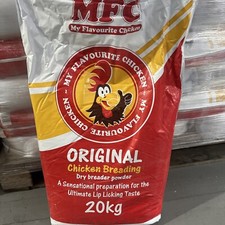 MFC
My Flavourite Chicken
MY FLAVOURITE CHICKEN - MY FLAVOURITE CHICKEN -
ORIGINAL
Chicken Breading
Dry breader powder
A Sensational preparation for the
Ultimate Lip Licking Taste
20kg